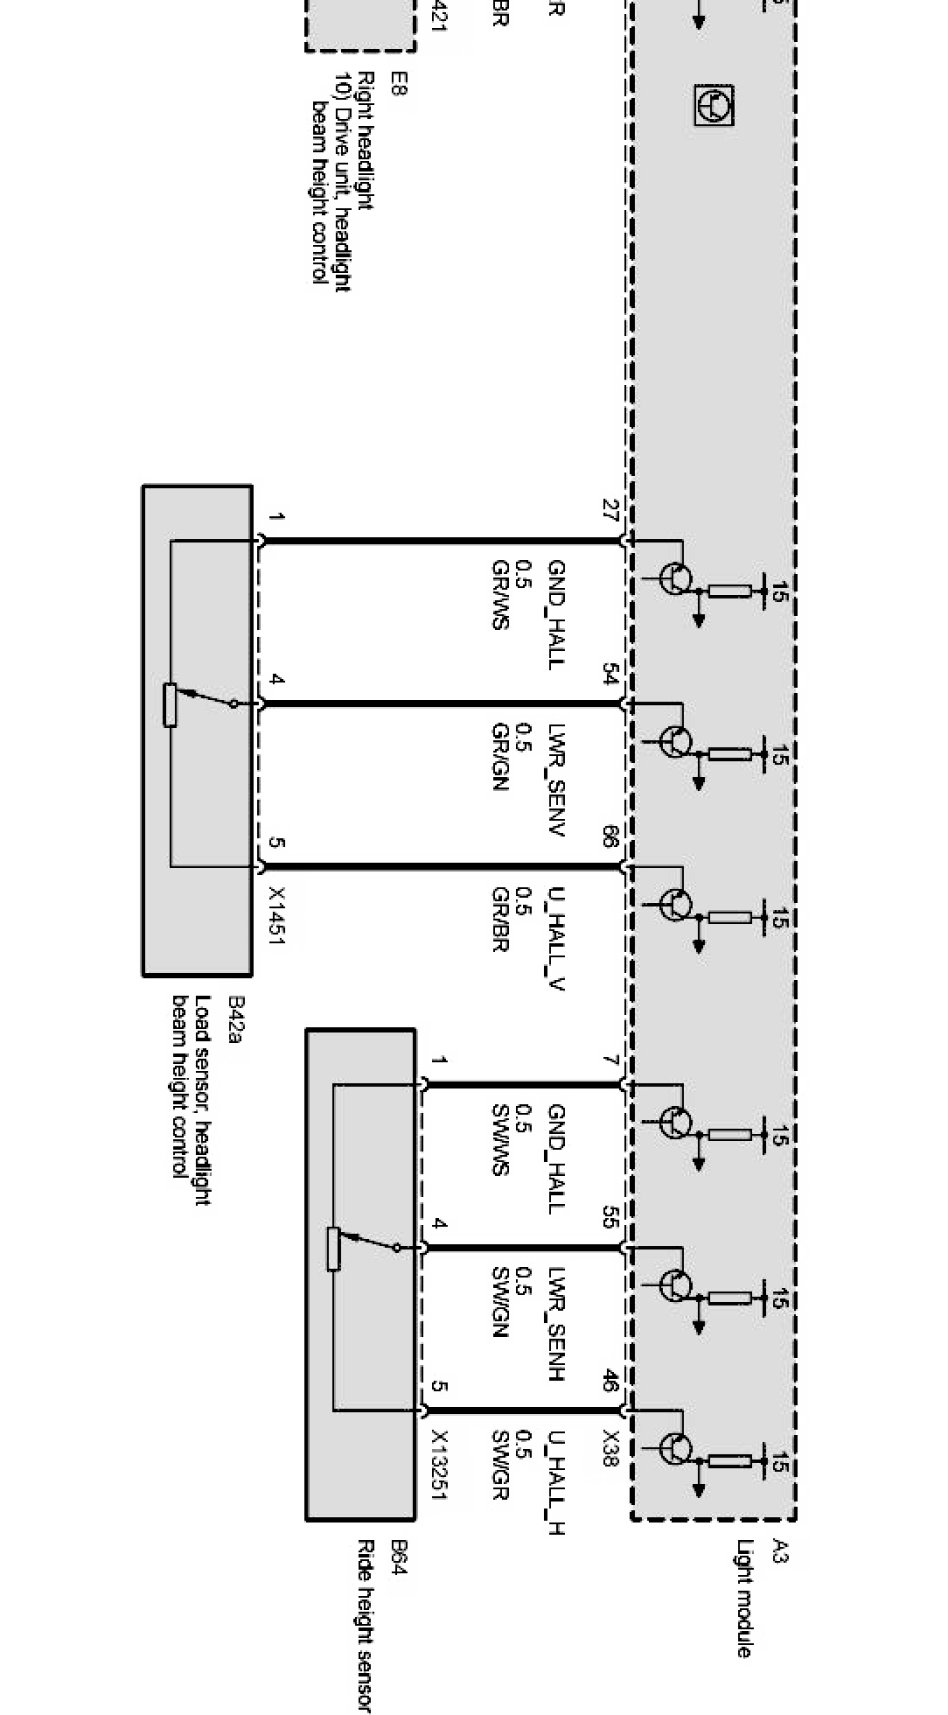 15
15
15
15
15
15
A3
Light module
27
54
66
7
55
46
X38
GND_HALL
0.5
GR/WS
LWR_SENV
0.5
GR/GN
U_HALL_V
0.5
GR/BR
GND_HALL
0.5
SW/WS
LWR_SENH
0.5
SW/GN
U_HALL_H
0.5
SW/GR
R
BR
421
E8
Right headlight
10) Drive unit, headlight
beam height control
1
4
5
X13251
B64
Ride height sensor
1
4
5
X1451
B42a
Load sensor, headlight
beam height control